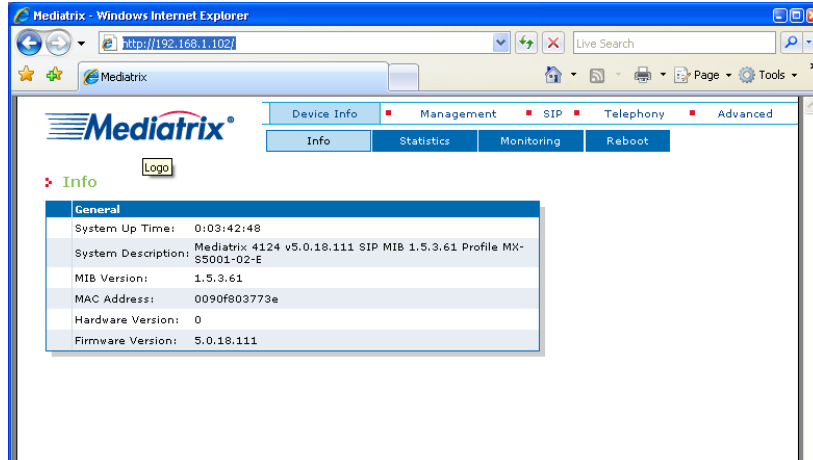 Mediatrix - Windows Internet Explorer
http://192.168.1.102/
Live Search
Mediatrix
Page
Tools
Mediatrix®
Device Info
Management
SIP
Telephony
Advanced
Info
Statistics
Monitoring
Reboot
Logo
Info
General
System Up Time: 0:03:42:48
System Description: Mediatrix 4124 v5.0.18.111 SIP MIB 1.5.3.61 Profile MX-
S5001-02-E
MIB Version: 1.5.3.61
MAC Address: 0090f803773e
Hardware Version: 0
Firmware Version: 5.0.18.111